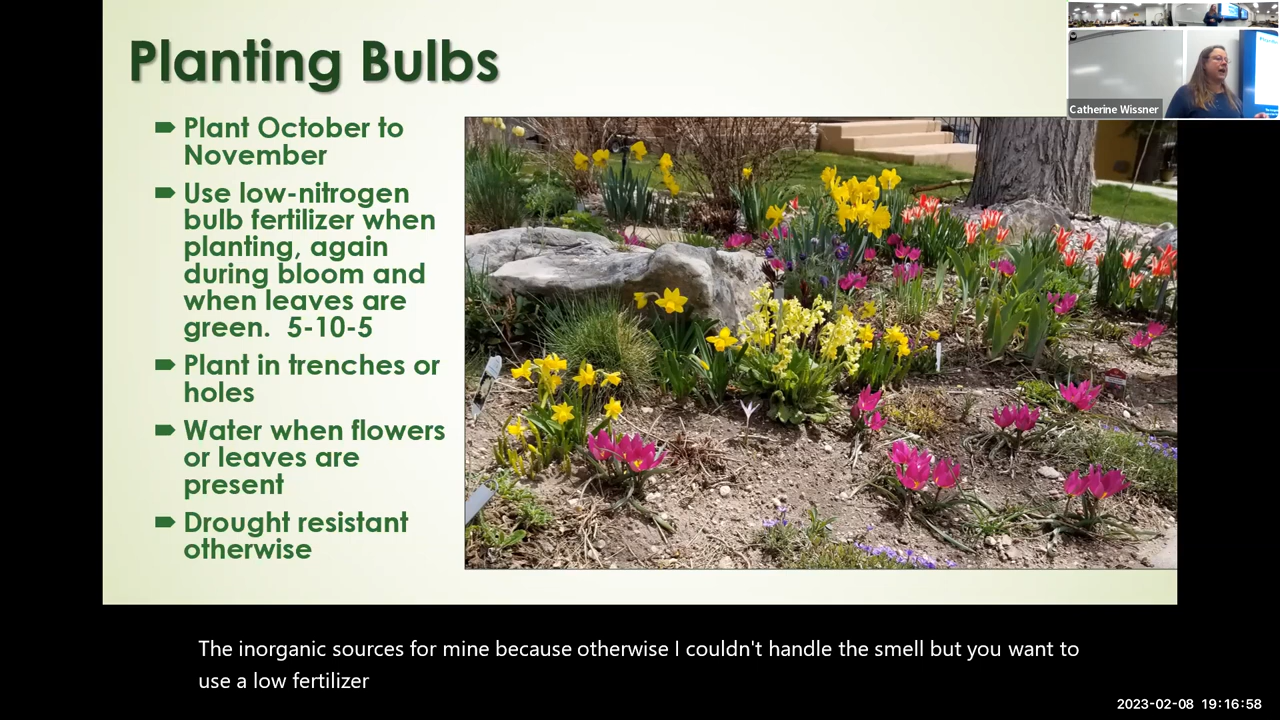 Planting Bulbs
Plant October to
November
Use low-nitrogen
bulb fertilizer when
planting, again
during bloom and
when leaves are
green.  5-10-5
Plant in trenches or
holes
Water when flowers
or leaves are
present
Drought resistant
otherwise
Catherine Wissner
The inorganic sources for mine because otherwise I couldn't handle the smell but you want to
use a low fertilizer
2023-02-08 19:16:58